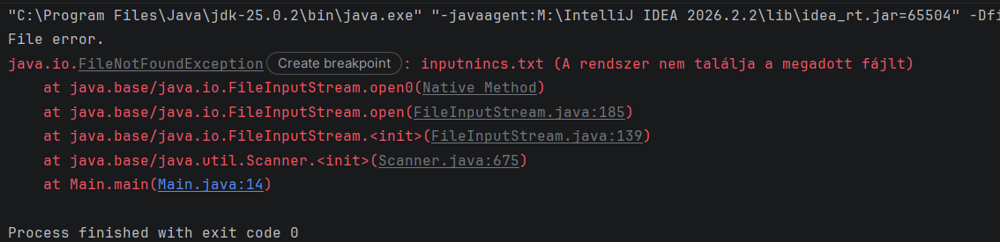 "C:\Program Files\Java\jdk-25.0.2\bin\java.exe" "-javaagent:M:\IntelliJ IDEA 2026.2.2\lib\idea_rt.jar=65504" -Dfi
File error.
java.io.FileNotFoundException Create breakpoint : inputnincs.txt (A rendszer nem találja a megadott fájlt)
    at java.base/java.io.FileInputStream.open0(Native Method)
    at java.base/java.io.FileInputStream.open(FileInputStream.java:185)
    at java.base/java.io.FileInputStream.<init>(FileInputStream.java:139)
    at java.base/java.util.Scanner.<init>(Scanner.java:675)
    at Main.main(Main.java:14)
Process finished with exit code 0